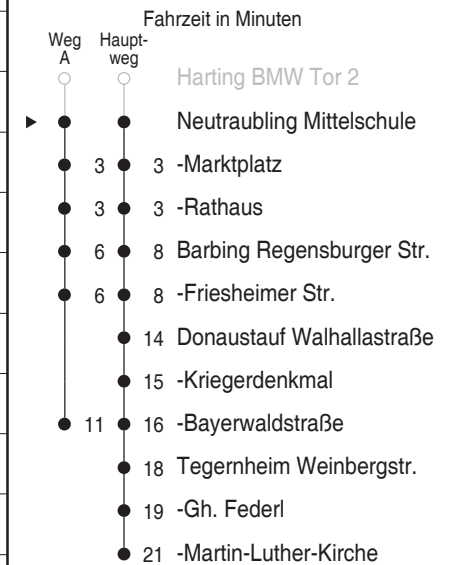 Fahrzeit in Minuten
Weg Haupt-
A weg
Harting BMW Tor 2
Neutraubling Mittelschule
3 3 -Marktplatz
3 3 -Rathaus
6 8 Barbing Regensburger Str.
6 8 -Friesheimer Str.
14 Donaustauf Walhallastraße
15 -Kriegerdenkmal
11 16 -Bayerwaldstraße
18 Tegernheim Weinbergstr.
19 -Gh. Federl
21 -Martin-Luther-Kirche